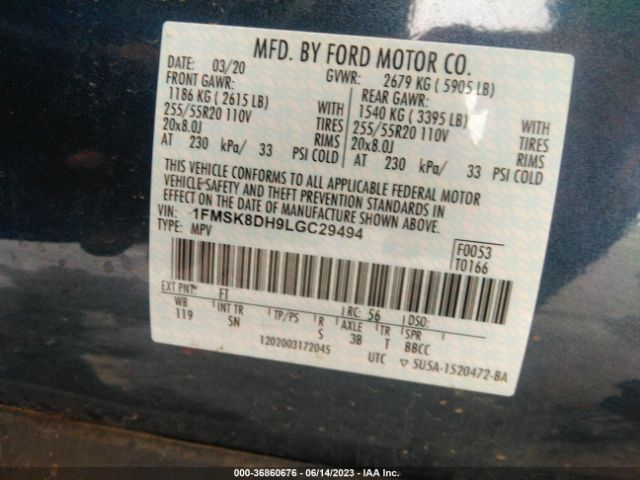 MFD. BY FORD MOTOR CO.
DATE: 03/20 GVWR: 2679 KG ( 5905 LB)
FRONT GAWR: REAR GAWR:
1186 KG ( 2615 LB) WITH 1540 KG ( 3395 LB) WITH
255/55R20 110V TIRES 255/55R20 110V TIRES
20x8.0J RIMS 20x8.0J RIMS
AT 230 kPa/ 33 PSI COLD AT 230 kPa/ 33 PSI COLD
THIS VEHICLE CONFORMS TO ALL APPLICABLE FEDERAL MOTOR
VEHICLE SAFETY AND THEFT PREVENTION STANDARDS IN
EFFECT ON THE DATE OF MANUFACTURE SHOWN ABOVE.
VIN: 1FMSK8DH9LGC29494
TYPE: MPV
F0053
T0166
EXT PNT: FT RC: 56 DSO:
WB INT TR TP/PS R AXLE TR SPR
119 SN S 3B T BBCC
1202003172045 UTC ▽ 5USA-1520472-BA
© - 36860676 - 06/14/2023 - IAA Inc.